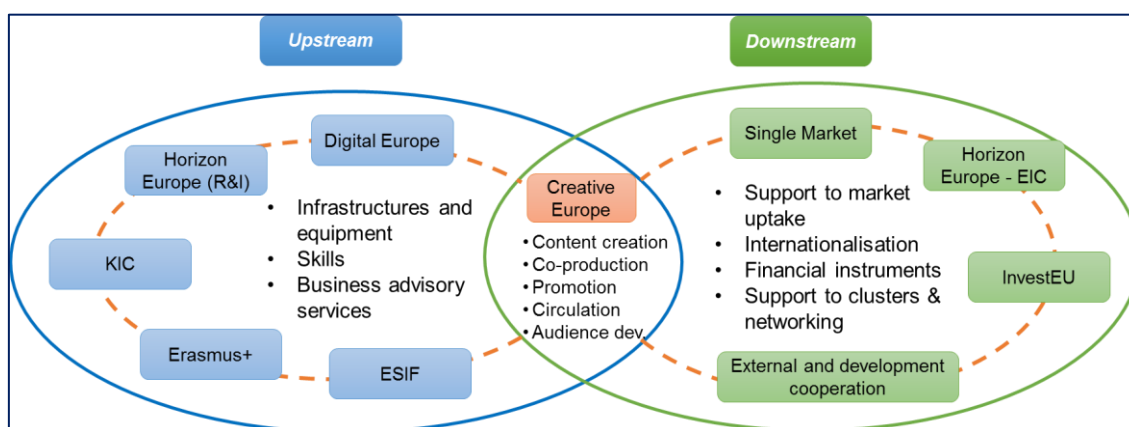 Upstream
Downstream
Digital Europe
Horizon
Europe (R&I)
KIC
Erasmus+
ESIF
• Infrastructures and
equipment
• Skills
• Business advisory
services
Creative
Europe
• Content creation
• Co-production
• Promotion
• Circulation
• Audience dev.
Single Market
Horizon
Europe - EIC
InvestEU
External and development
cooperation
• Support to market
uptake
• Internationalisation
• Financial instruments
• Support to clusters &
networking